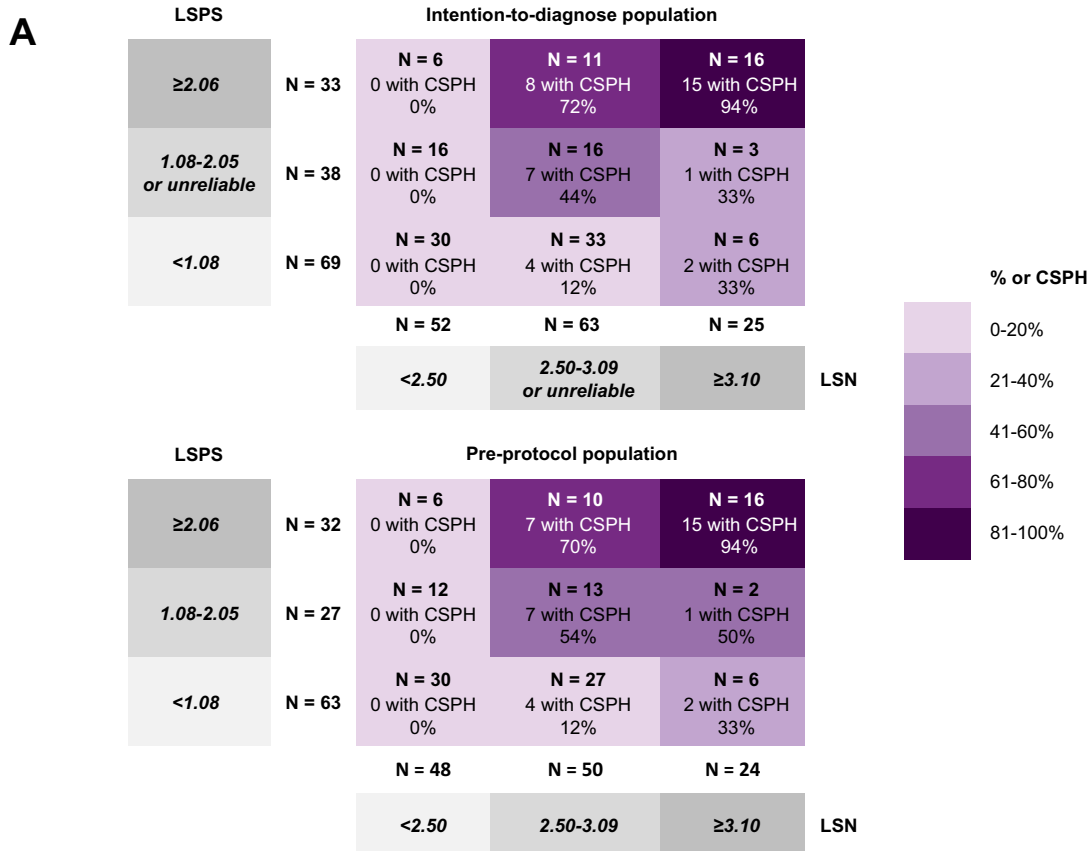 A
LSPS
Intention-to-diagnose population
≥2.06
N = 33
N = 6
0 with CSPH
0%
N = 11
8 with CSPH
72%
N = 16
15 with CSPH
94%
1.08-2.05
or unreliable
N = 38
N = 16
0 with CSPH
0%
N = 16
7 with CSPH
44%
N = 3
1 with CSPH
33%
<1.08
N = 69
N = 30
0 with CSPH
0%
N = 33
4 with CSPH
12%
N = 6
2 with CSPH
33%
N = 52
N = 63
N = 25
<2.50
2.50-3.09
or unreliable
≥3.10
LSN
% or CSPH
0-20%
21-40%
41-60%
61-80%
81-100%
LSPS
Pre-protocol population
≥2.06
N = 32
N = 6
0 with CSPH
0%
N = 10
7 with CSPH
70%
N = 16
15 with CSPH
94%
1.08-2.05
N = 27
N = 12
0 with CSPH
0%
N = 13
7 with CSPH
54%
N = 2
1 with CSPH
50%
<1.08
N = 63
N = 30
0 with CSPH
0%
N = 27
4 with CSPH
12%
N = 6
2 with CSPH
33%
N = 48
N = 50
N = 24
<2.50
2.50-3.09
≥3.10
LSN